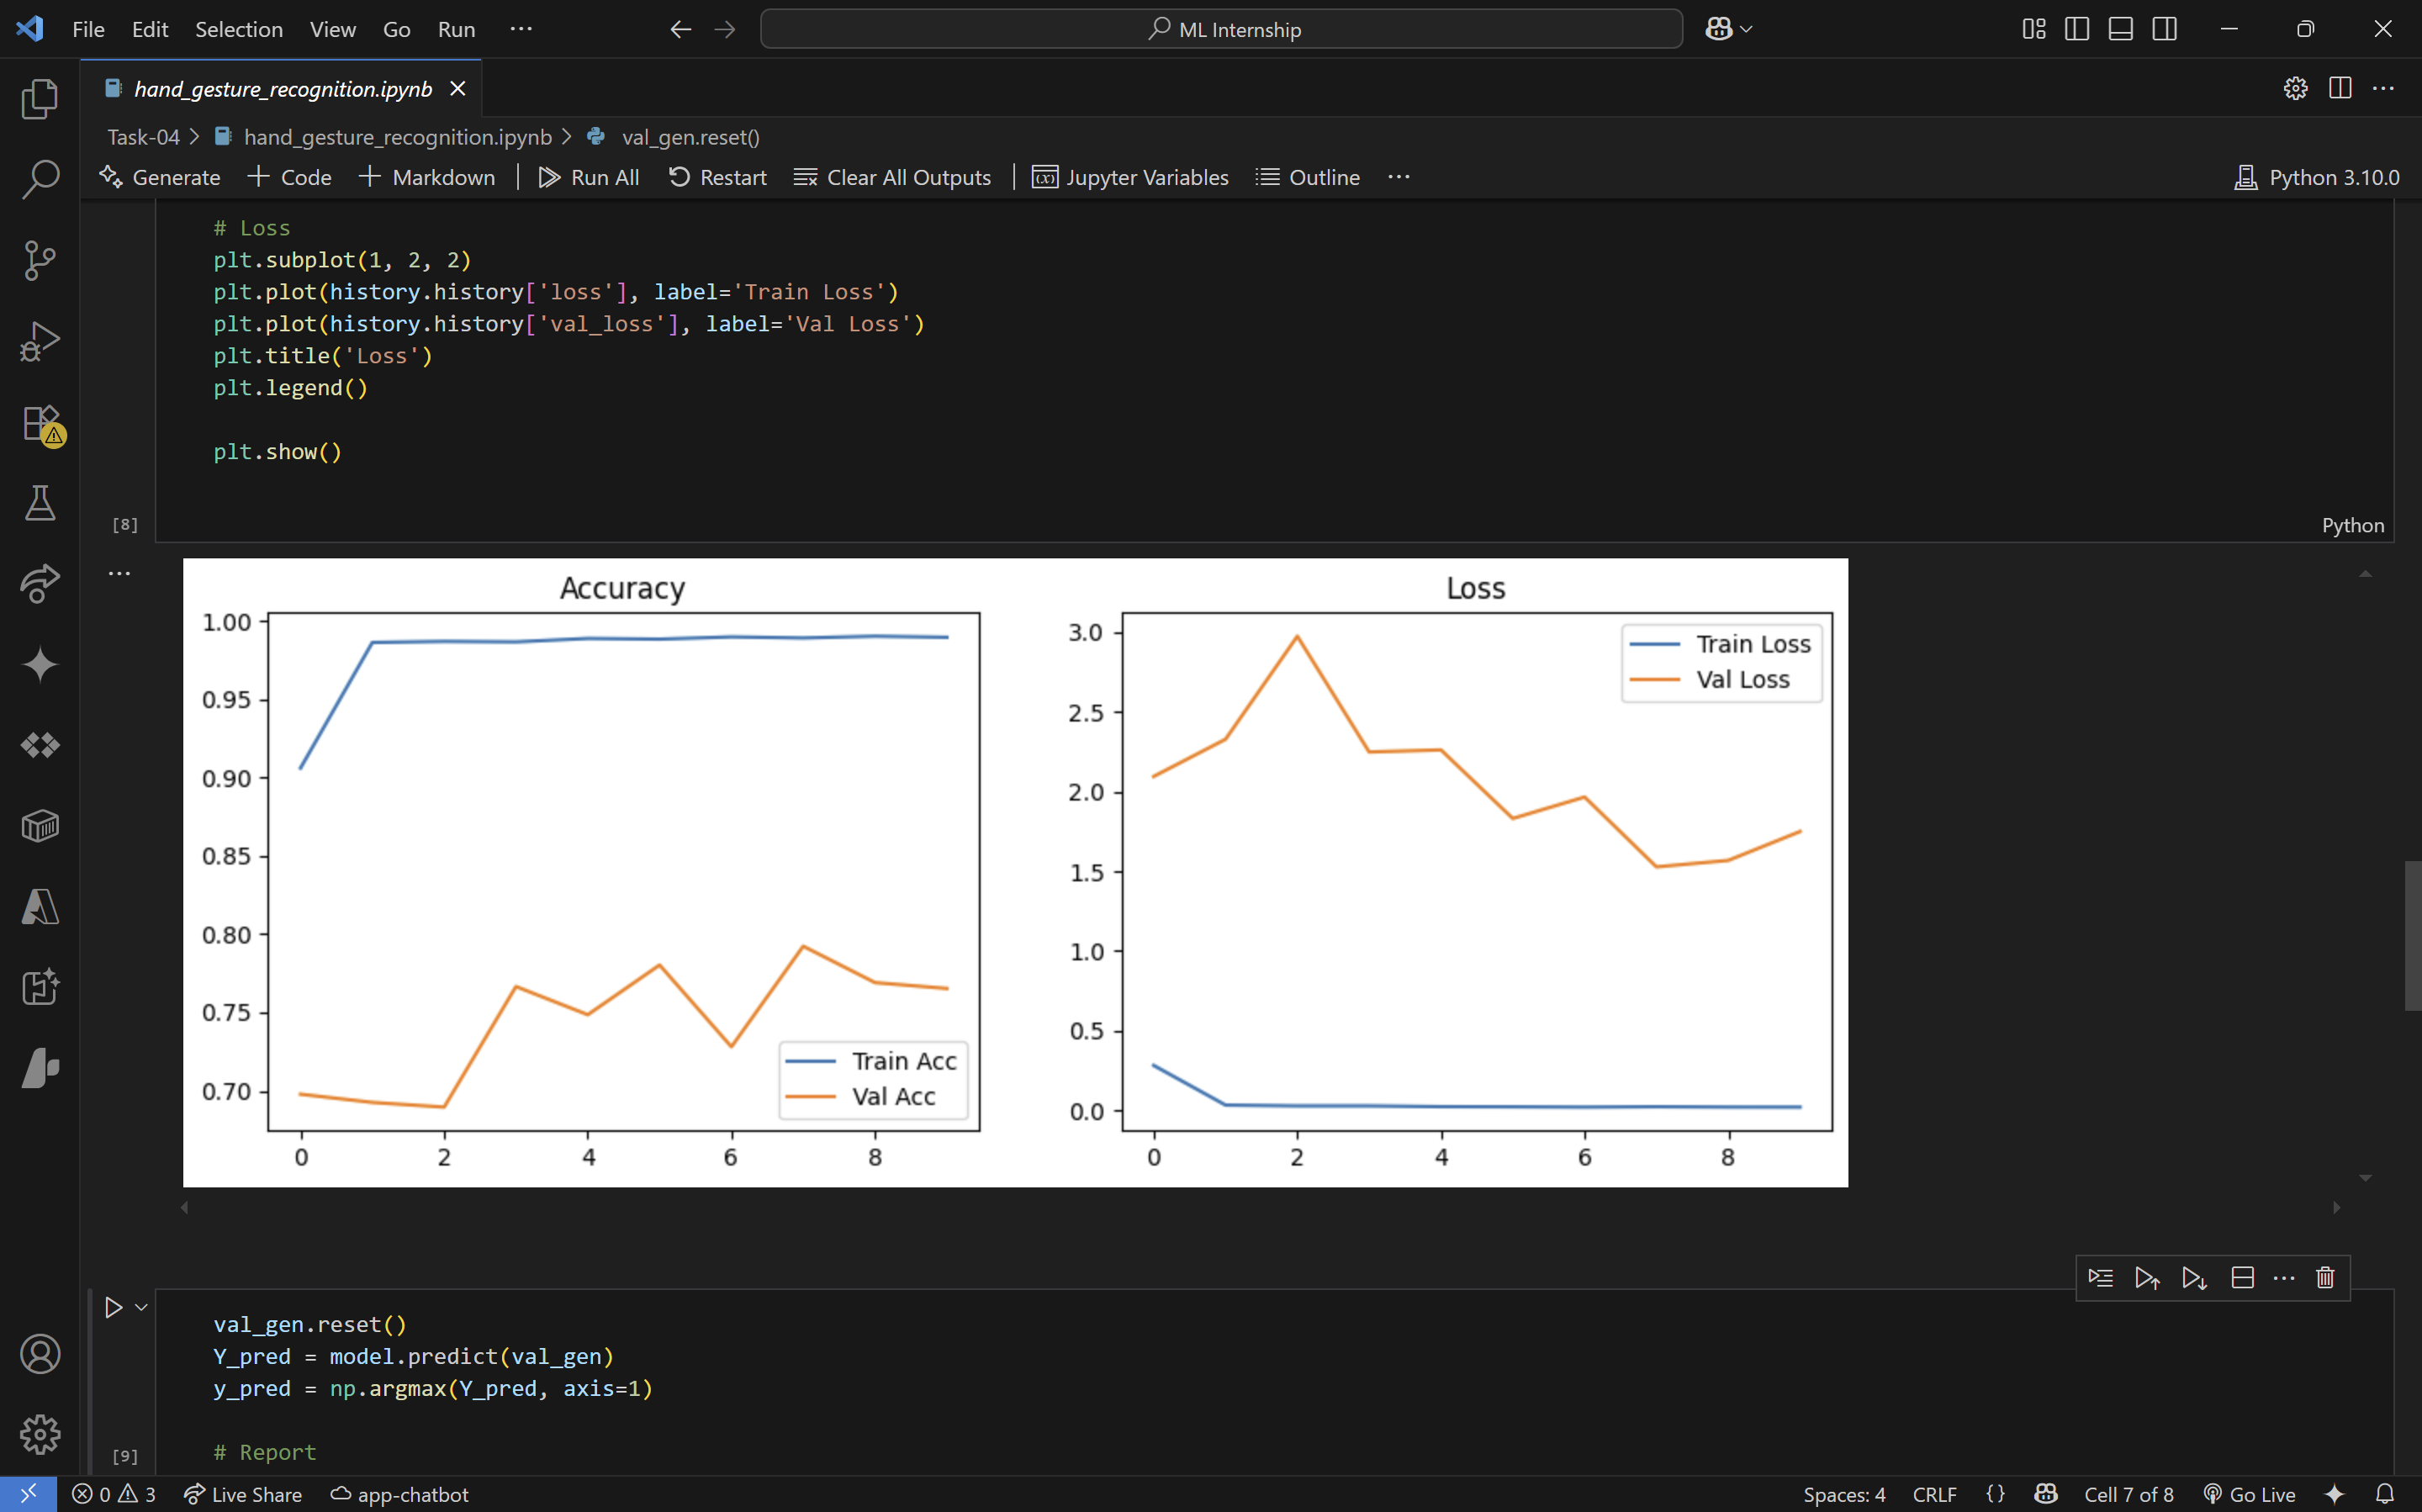 File Edit Selection View Go Run ··· ML Internship
hand_gesture_recognition.ipynb
Task-04 > hand_gesture_recognition.ipynb > val_gen.reset()
Generate + Code + Markdown | Run All Restart Clear All Outputs | Jupyter Variables Outline ··· Python 3.10.0
# Loss
plt.subplot(1, 2, 2)
plt.plot(history.history['loss'], label='Train Loss')
plt.plot(history.history['val_loss'], label='Val Loss')
plt.title('Loss')
plt.legend()
plt.show()
[8] Python
Accuracy
1.00
0.95
0.90
0.85
0.80
0.75
0.70
0 2 4 6 8
Train Acc
Val Acc
Loss
3.0
2.5
2.0
1.5
1.0
0.5
0.0
0 2 4 6 8
Train Loss
Val Loss
val_gen.reset()
Y_pred = model.predict(val_gen)
y_pred = np.argmax(Y_pred, axis=1)
# Report
[9]
0 3 Live Share app-chatbot Spaces: 4 CRLF {} Cell 7 of 8 Go Live